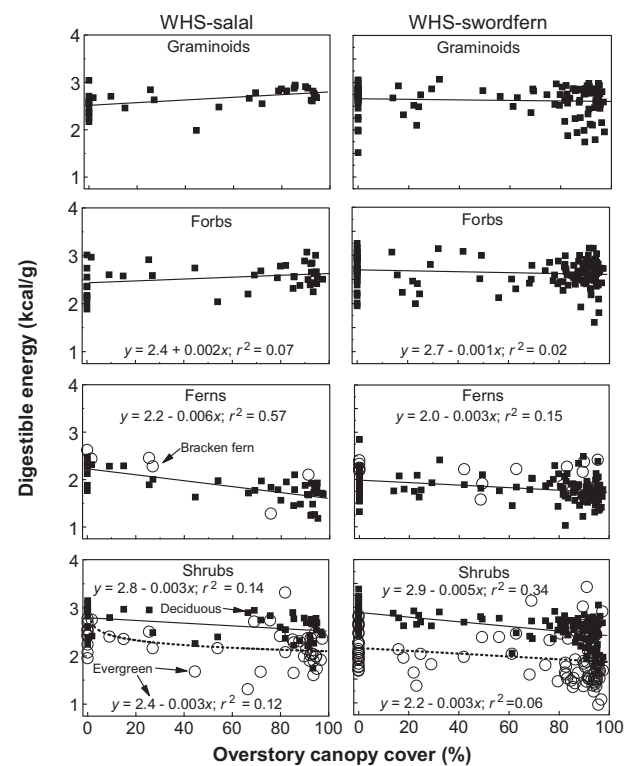 WHS-salal
WHS-swordfern
Digestible energy (kcal/g)
4
Graminoids
Graminoids
3
2
1
4
Forbs
Forbs
3
2
y = 2.4 + 0.002x; r² = 0.07
y = 2.7 - 0.001x; r² = 0.02
1
4
Ferns
Ferns
y = 2.2 - 0.006x; r² = 0.57
y = 2.0 - 0.003x; r² = 0.15
3
Bracken fern
2
1
4
Shrubs
Shrubs
y = 2.8 - 0.003x; r² = 0.14
y = 2.9 - 0.005x; r² = 0.34
3
Deciduous
2
Evergreen
y = 2.4 - 0.003x; r² = 0.12
y = 2.2 - 0.003x; r²=0.06
1
0 20 40 60 80 100
0 20 40 60 80 100
Overstory canopy cover (%)